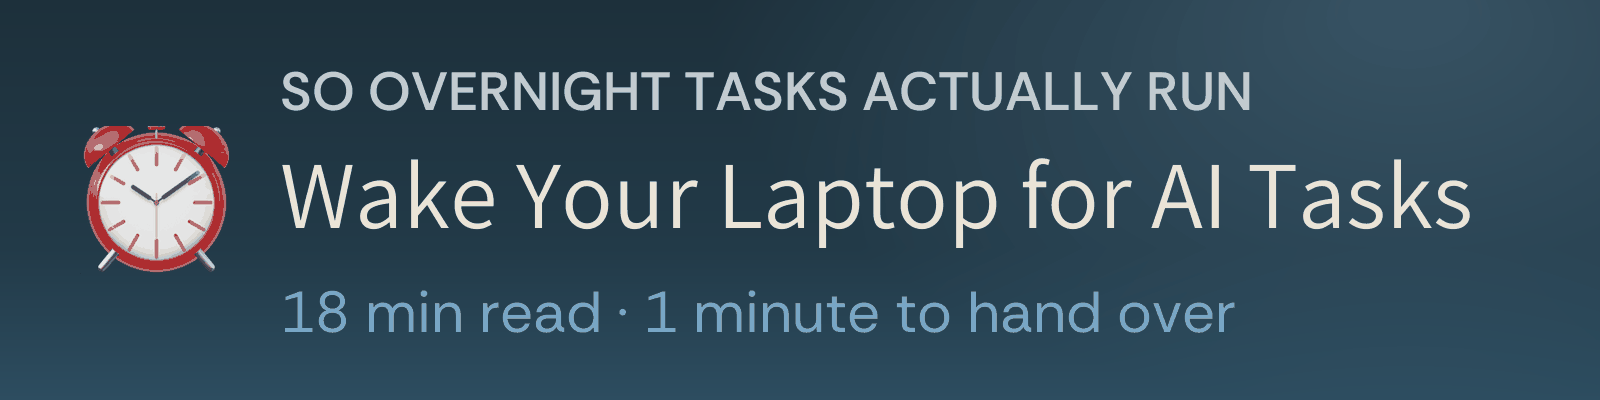 SO OVERNIGHT TASKS ACTUALLY RUN
Wake Your Laptop for AI Tasks
18 min read · 1 minute to hand over